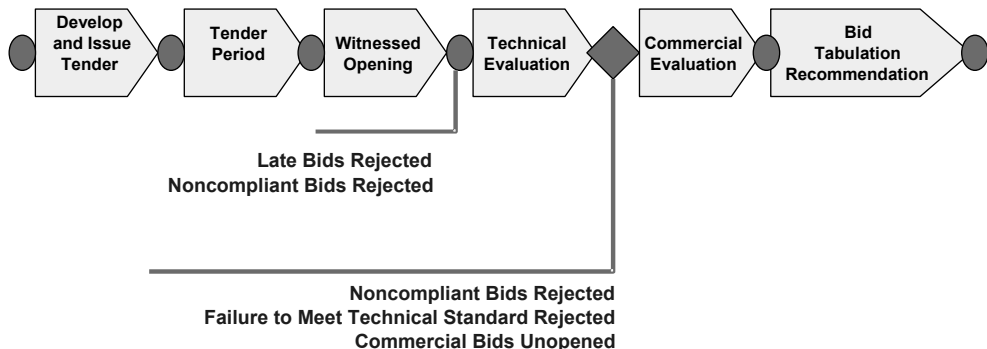 Develop
and Issue
Tender
Tender
Period
Witnessed
Opening
Technical
Evaluation
Commercial
Evaluation
Bid
Tabulation
Recommendation
Late Bids Rejected
Noncompliant Bids Rejected
Noncompliant Bids Rejected
Failure to Meet Technical Standard Rejected
Commercial Bids Unopened